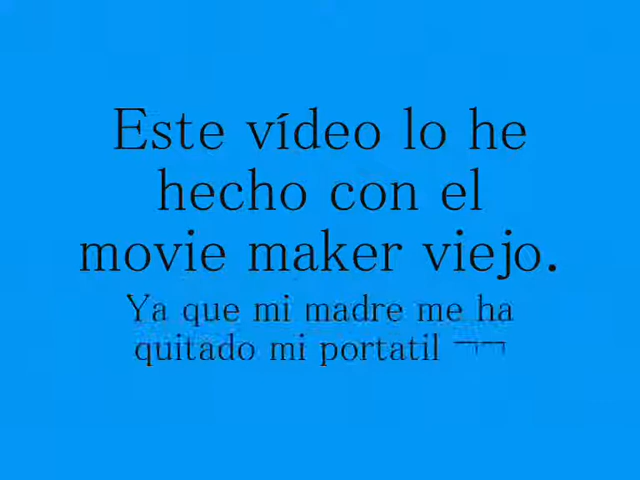 Este vídeo lo he
hecho con el
movie maker viejo.
Ya que mi madre me ha
quitado mi portatil ¬¬